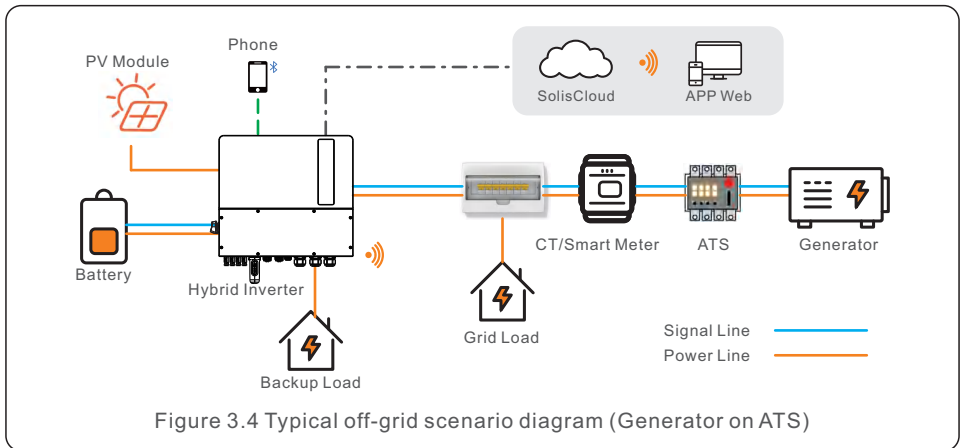 Phone
PV Module
SolisCloud
APP Web
CT/Smart Meter
ATS
Generator
Battery
Hybrid Inverter
Grid Load
Signal Line
Power Line
Backup Load
Figure 3.4 Typical off-grid scenario diagram (Generator on ATS)